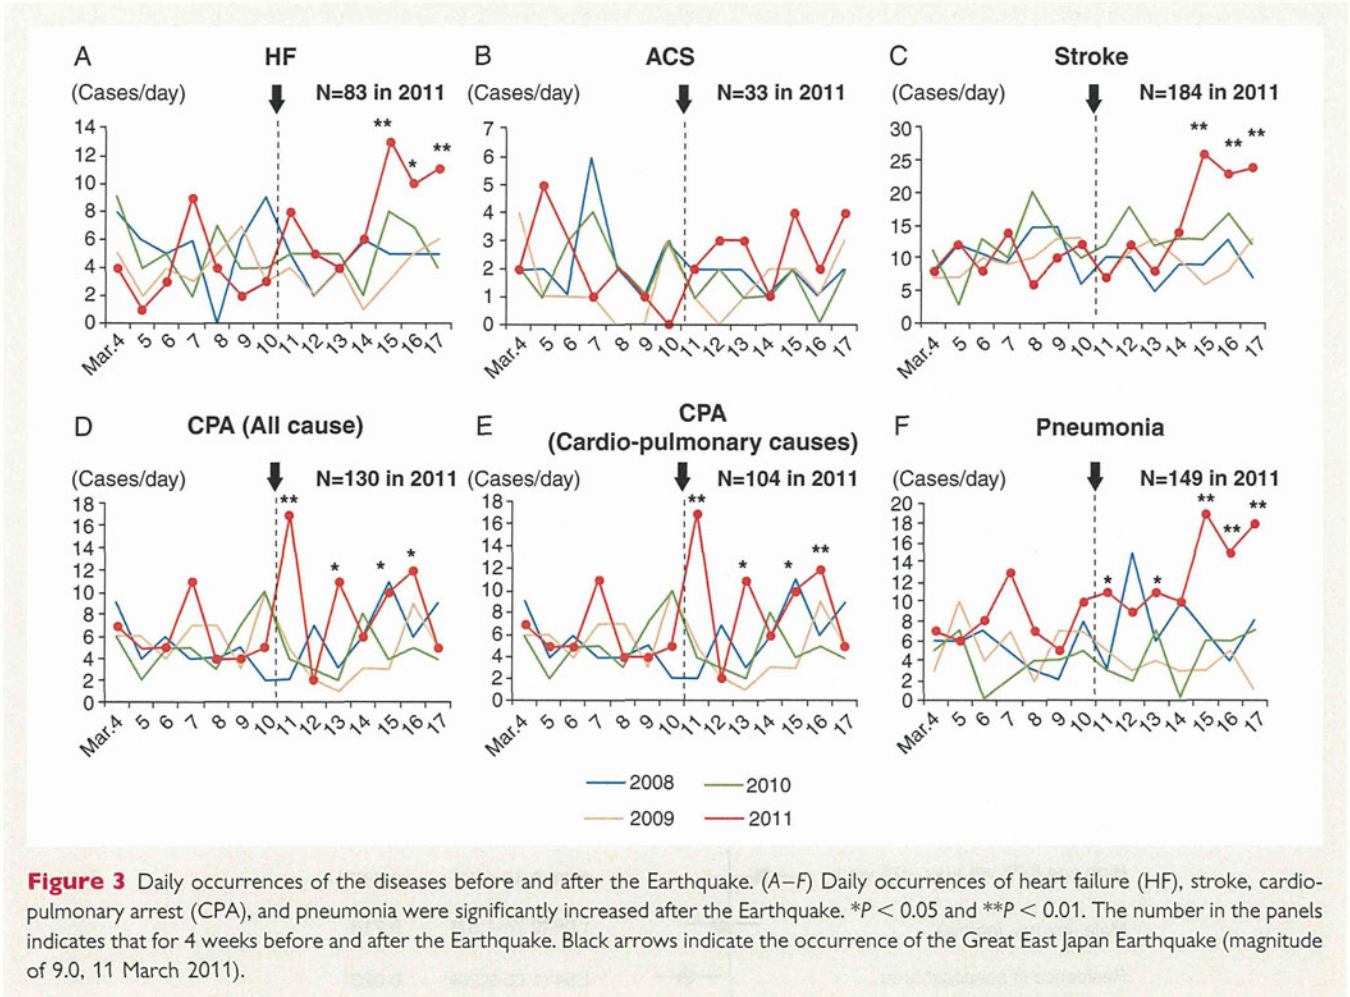 A HF
(Cases/day) N=83 in 2011
14
12
10
8
6
4
2
0
** * **
Mar.4 5 6 7 8 9 10 11 12 13 14 15 16 17
B ACS
(Cases/day) N=33 in 2011
7
6
5
4
3
2
1
0
Mar.4 5 6 7 8 9 10 11 12 13 14 15 16 17
C Stroke
(Cases/day) N=184 in 2011
30
25
20
15
10
5
0
** ** **
Mar.4 5 6 7 8 9 10 11 12 13 14 15 16 17
D CPA (All cause)
(Cases/day) N=130 in 2011
18
16
14
12
10
8
6
4
2
0
** * * *
Mar.4 5 6 7 8 9 10 11 12 13 14 15 16 17
E CPA
(Cardio-pulmonary causes)
(Cases/day) N=104 in 2011
18
16
14
12
10
8
6
4
2
0
** * * **
Mar.4 5 6 7 8 9 10 11 12 13 14 15 16 17
F Pneumonia
(Cases/day) N=149 in 2011
20
18
16
14
12
10
8
6
4
2
0
* * ** ** **
Mar.4 5 6 7 8 9 10 11 12 13 14 15 16 17
2008 2010
2009 2011
Figure 3 Daily occurrences of the diseases before and after the Earthquake. (A–F) Daily occurrences of heart failure (HF), stroke, cardio-
pulmonary arrest (CPA), and pneumonia were significantly increased after the Earthquake. *P < 0.05 and **P < 0.01. The number in the panels
indicates that for 4 weeks before and after the Earthquake. Black arrows indicate the occurrence of the Great East Japan Earthquake (magnitude
of 9.0, 11 March 2011).